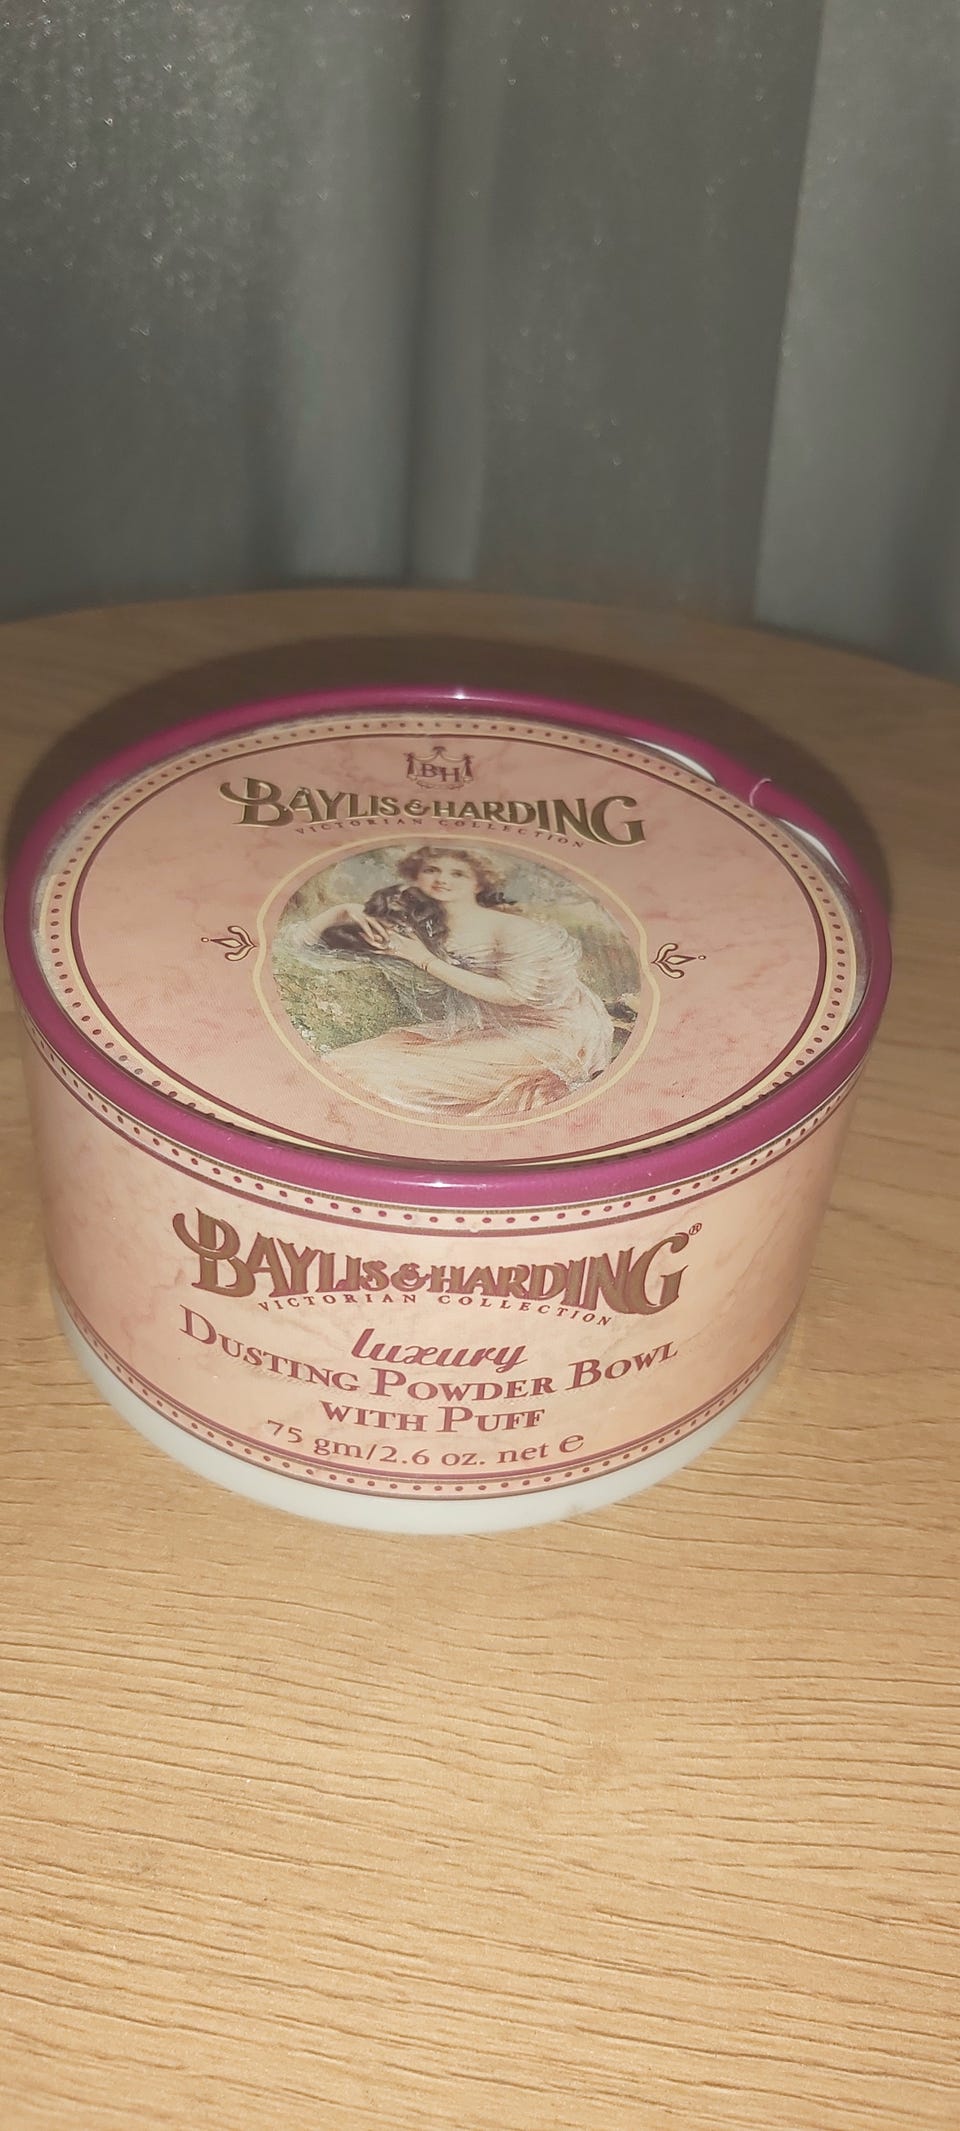 BH
BAYLIS & HARDING
VICTORIAN COLLECTION
BAYLIS & HARDING®
VICTORIAN COLLECTION
luxury
DUSTING POWDER BOWL
WITH PUFF
75 gm/2.6 oz. net e